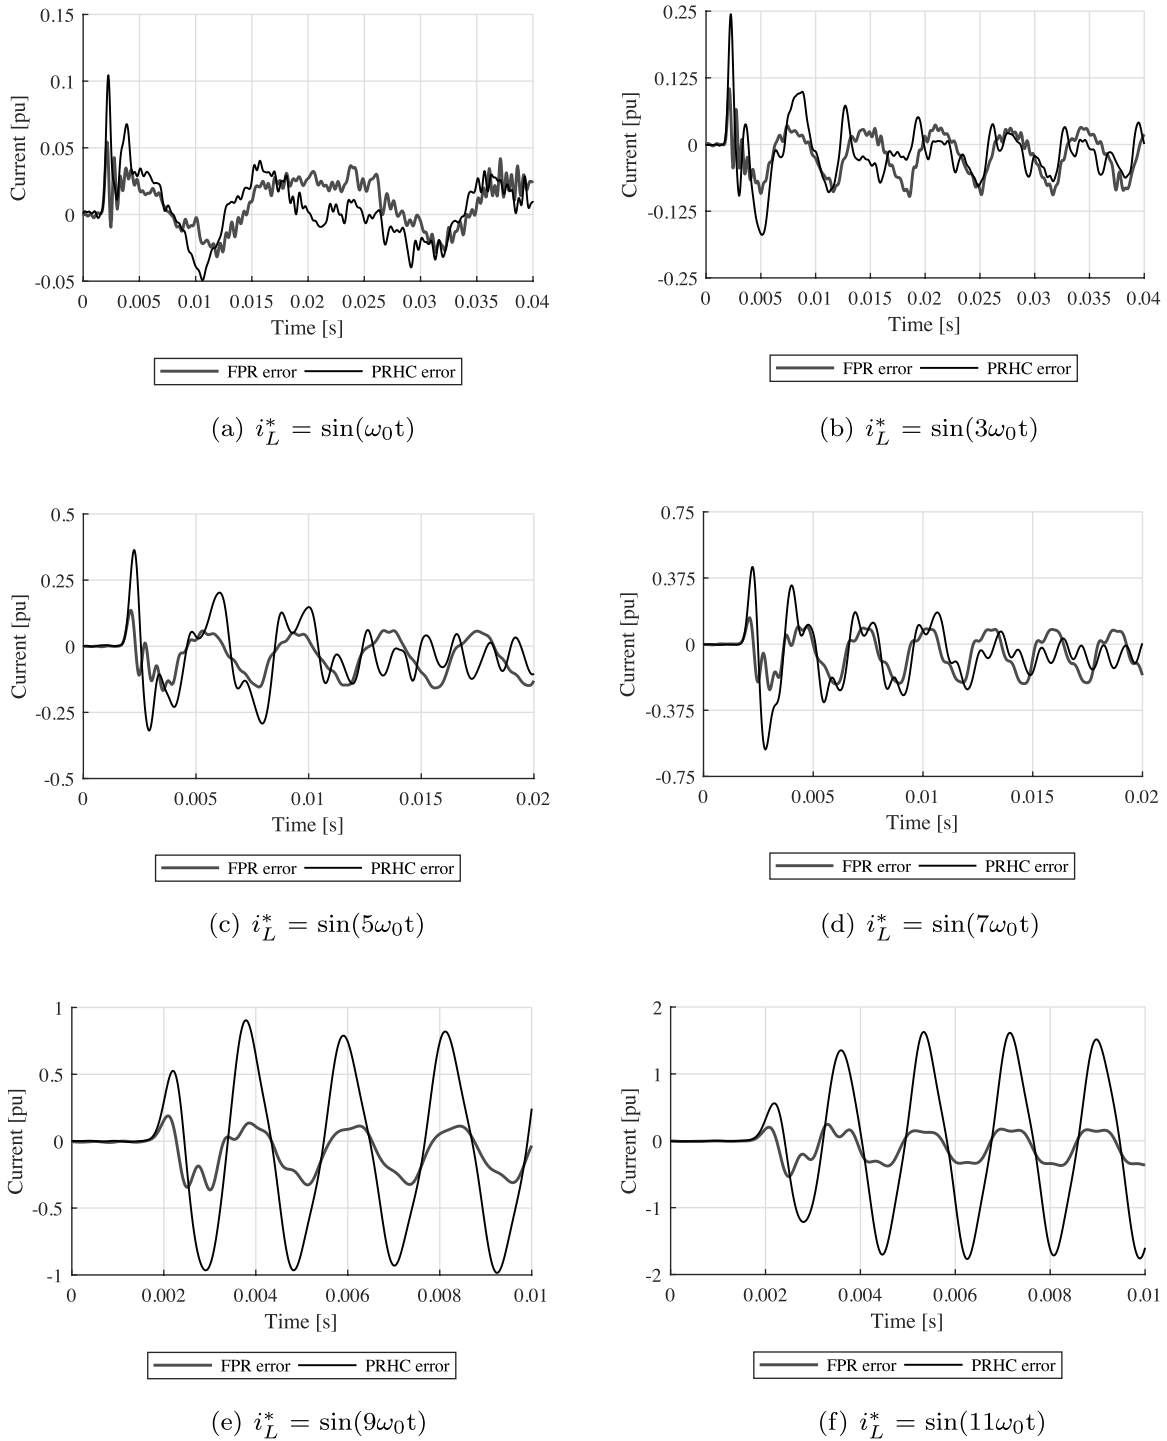 0.15
0.1
0.05
0
-0.05
Current [pu]
0 0.005 0.01 0.015 0.02 0.025 0.03 0.035 0.04
Time [s]
FPR error PRHC error
(a) i*_L = sin(ω₀t)
0.25
0.125
0
-0.125
-0.25
Current [pu]
0 0.005 0.01 0.015 0.02 0.025 0.03 0.035 0.04
Time [s]
FPR error PRHC error
(b) i*_L = sin(3ω₀t)
0.5
0.25
0
-0.25
-0.5
Current [pu]
0 0.005 0.01 0.015 0.02
Time [s]
FPR error PRHC error
(c) i*_L = sin(5ω₀t)
0.75
0.375
0
-0.375
-0.75
Current [pu]
0 0.005 0.01 0.015 0.02
Time [s]
FPR error PRHC error
(d) i*_L = sin(7ω₀t)
1
0.5
0
-0.5
-1
Current [pu]
0 0.002 0.004 0.006 0.008 0.01
Time [s]
FPR error PRHC error
(e) i*_L = sin(9ω₀t)
2
1
0
-1
-2
Current [pu]
0 0.002 0.004 0.006 0.008 0.01
Time [s]
FPR error PRHC error
(f) i*_L = sin(11ω₀t)